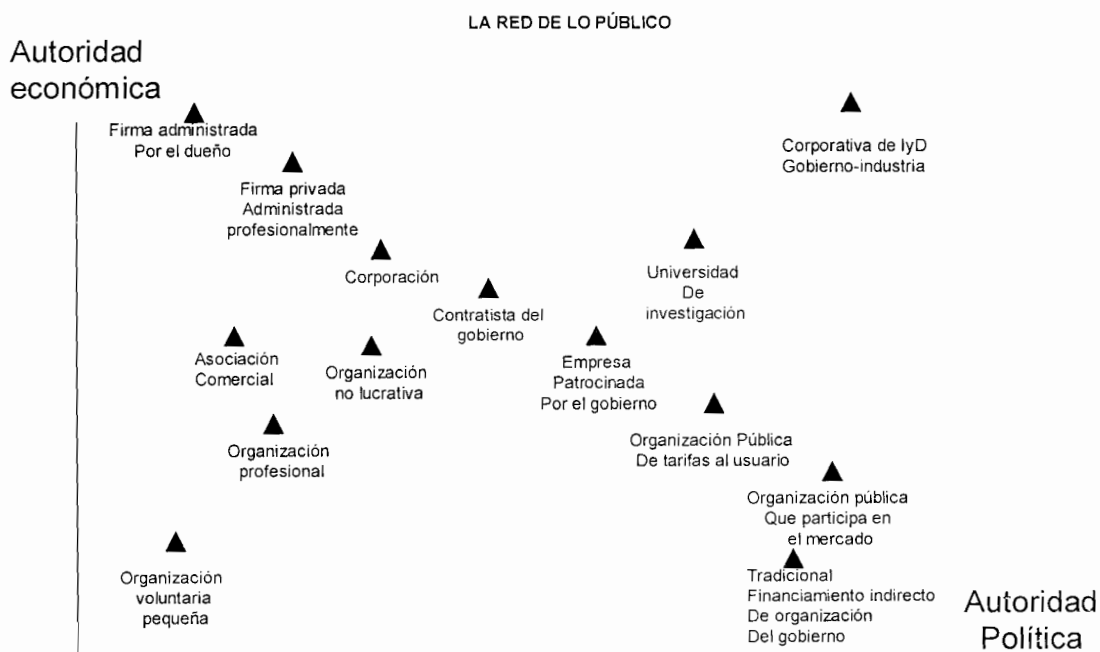 LA RED DE LO PÚBLICO
Autoridad
económica
Firma administrada
Por el dueño
Firma privada
Administrada
profesionalmente
Corporación
Contratista del
gobierno
Corporativa de IyD
Gobierno-industria
Universidad
De
investigación
Asociación
Comercial
Organización
no lucrativa
Empresa
Patrocinada
Por el gobierno
Organización
profesional
Organización Pública
De tarifas al usuario
Organización pública
Que participa en
el mercado
Organización
voluntaria
pequeña
Tradicional
Financiamiento indirecto
De organización
Del gobierno
Autoridad
Política